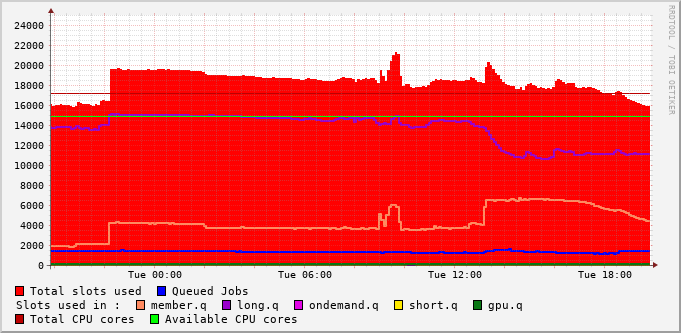 24000
22000
20000
18000
16000
14000
12000
10000
8000
6000
4000
2000
0
Tue 00:00 Tue 06:00 Tue 12:00 Tue 18:00
Total slots used Queued Jobs
Slots used in : member.q long.q ondemand.q short.q gpu.q
Total CPU cores Available CPU cores
RRDTOOL / TOBI OETIKER